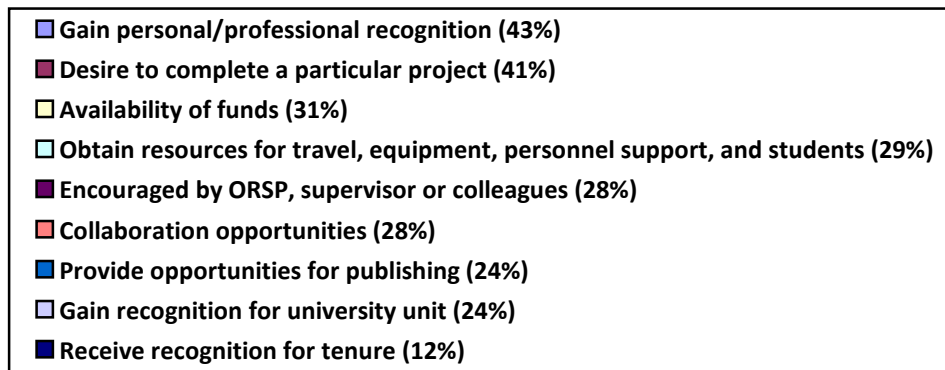 Gain personal/professional recognition (43%)
Desire to complete a particular project (41%)
Availability of funds (31%)
Obtain resources for travel, equipment, personnel support, and students (29%)
Encouraged by ORSP, supervisor or colleagues (28%)
Collaboration opportunities (28%)
Provide opportunities for publishing (24%)
Gain recognition for university unit (24%)
Receive recognition for tenure (12%)